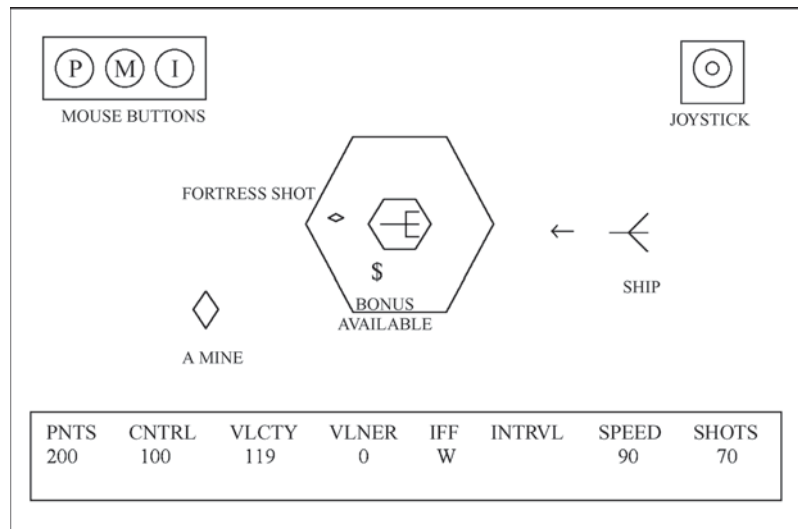 P M I
MOUSE BUTTONS
JOYSTICK
FORTRESS SHOT
$
BONUS
AVAILABLE
SHIP
A MINE
PNTS CNTRL VLCTY VLNER IFF INTRVL SPEED SHOTS
200 100 119 0 W 90 70